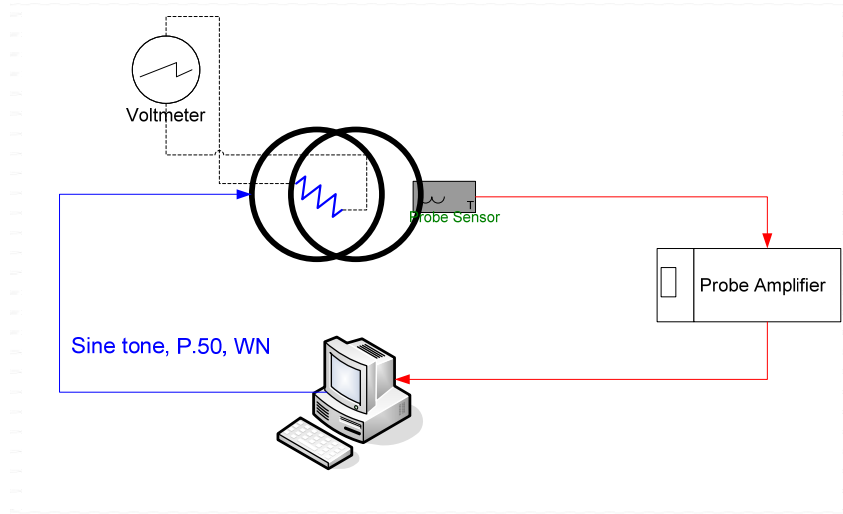 Voltmeter
T
Probe Sensor
Probe Amplifier
Sine tone, P.50, WN